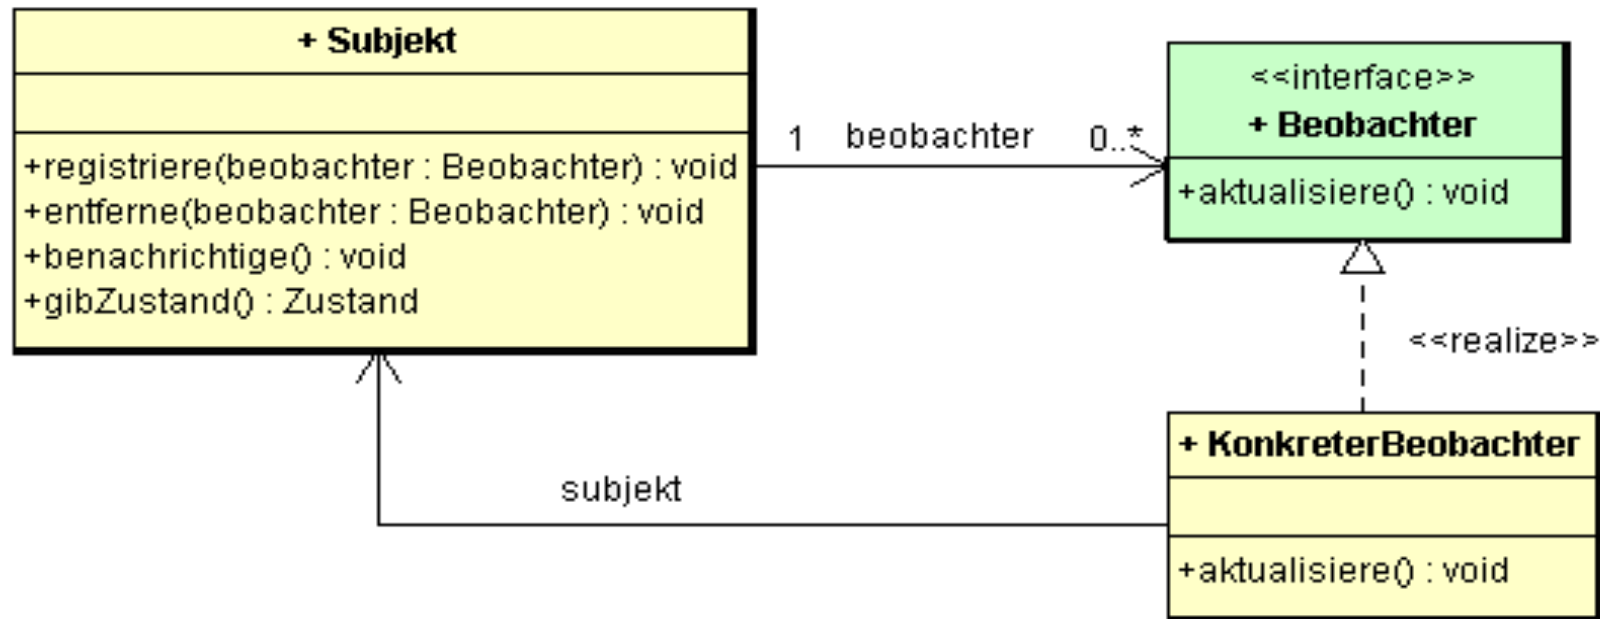 + Subjekt
+registriere(beobachter : Beobachter) : void
+entferne(beobachter : Beobachter) : void
+benachrichtige() : void
+gibZustand() : Zustand
1 beobachter 0..*
<<interface>>
+ Beobachter
+aktualisiere() : void
<<realize>>
+ KonkreterBeobachter
+aktualisiere() : void
subjekt